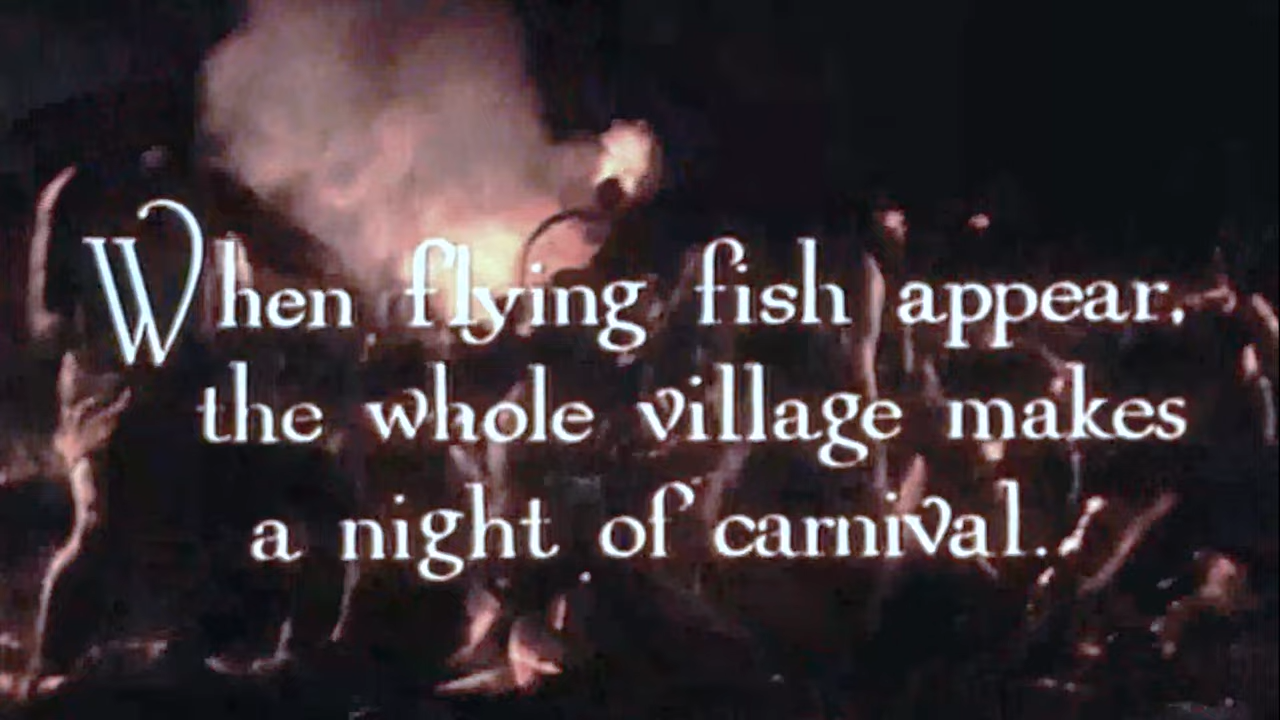 When flying fish appear,
the whole village makes
a night of carnival.